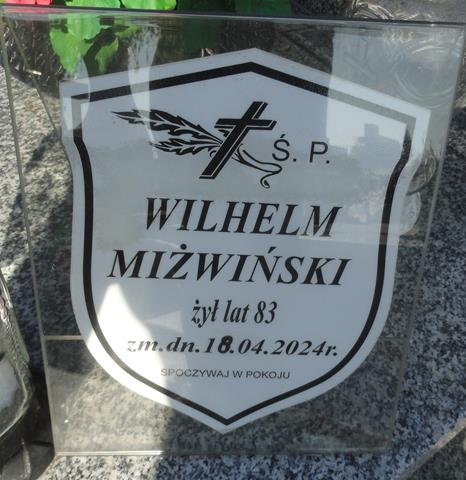 Ś. P.
WILHELM
MIŻWIŃSKI
żył lat 83
zm.dn.18.04.2024r.
SPOCZYWAJ W POKOJU